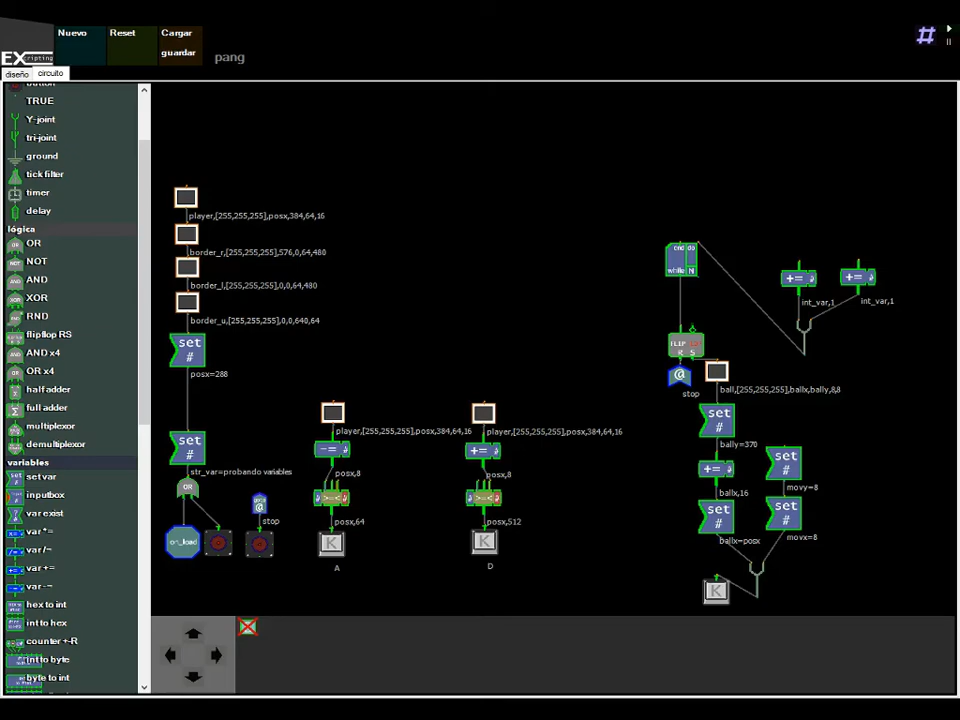 Nuevo
Reset
Cargar
guardar
pang
#
EXcripting
diseño
circuito
button
TRUE
Y-joint
tri-joint
ground
tick filter
timer
delay
lógica
OR
NOT
AND
XOR
RND
flipflop RS
AND x4
OR x4
half adder
full adder
multiplexor
demultiplexor
variables
set var
inputbox
var exist
var *=
var /=
var +=
var -=
hex to int
int to hex
counter +-R
int to byte
byte to int
player,[255,255,255],posx,384,64,16
border_r,[255,255,255],576,0,64,480
border_l,[255,255,255],0,0,64,480
border_u,[255,255,255],0,0,640,64
set
#
posx=288
set
#
str_var=probando variables
OR
on_load
@
stop
player,[255,255,255],posx,384,64,16
-=
posx,8
>=<
posx,64
K
A
player,[255,255,255],posx,384,64,16
+=
posx,8
>=<
posx,512
K
D
end do
while
+=
int_var,1
+=
int_var,1
FLIP
R S
@
stop
ball,[255,255,255],ballx,bally,8,8
set
#
bally=370
+=
ballx,16
set
#
ballx=posx
set
#
movy=8
set
#
movx=8
K